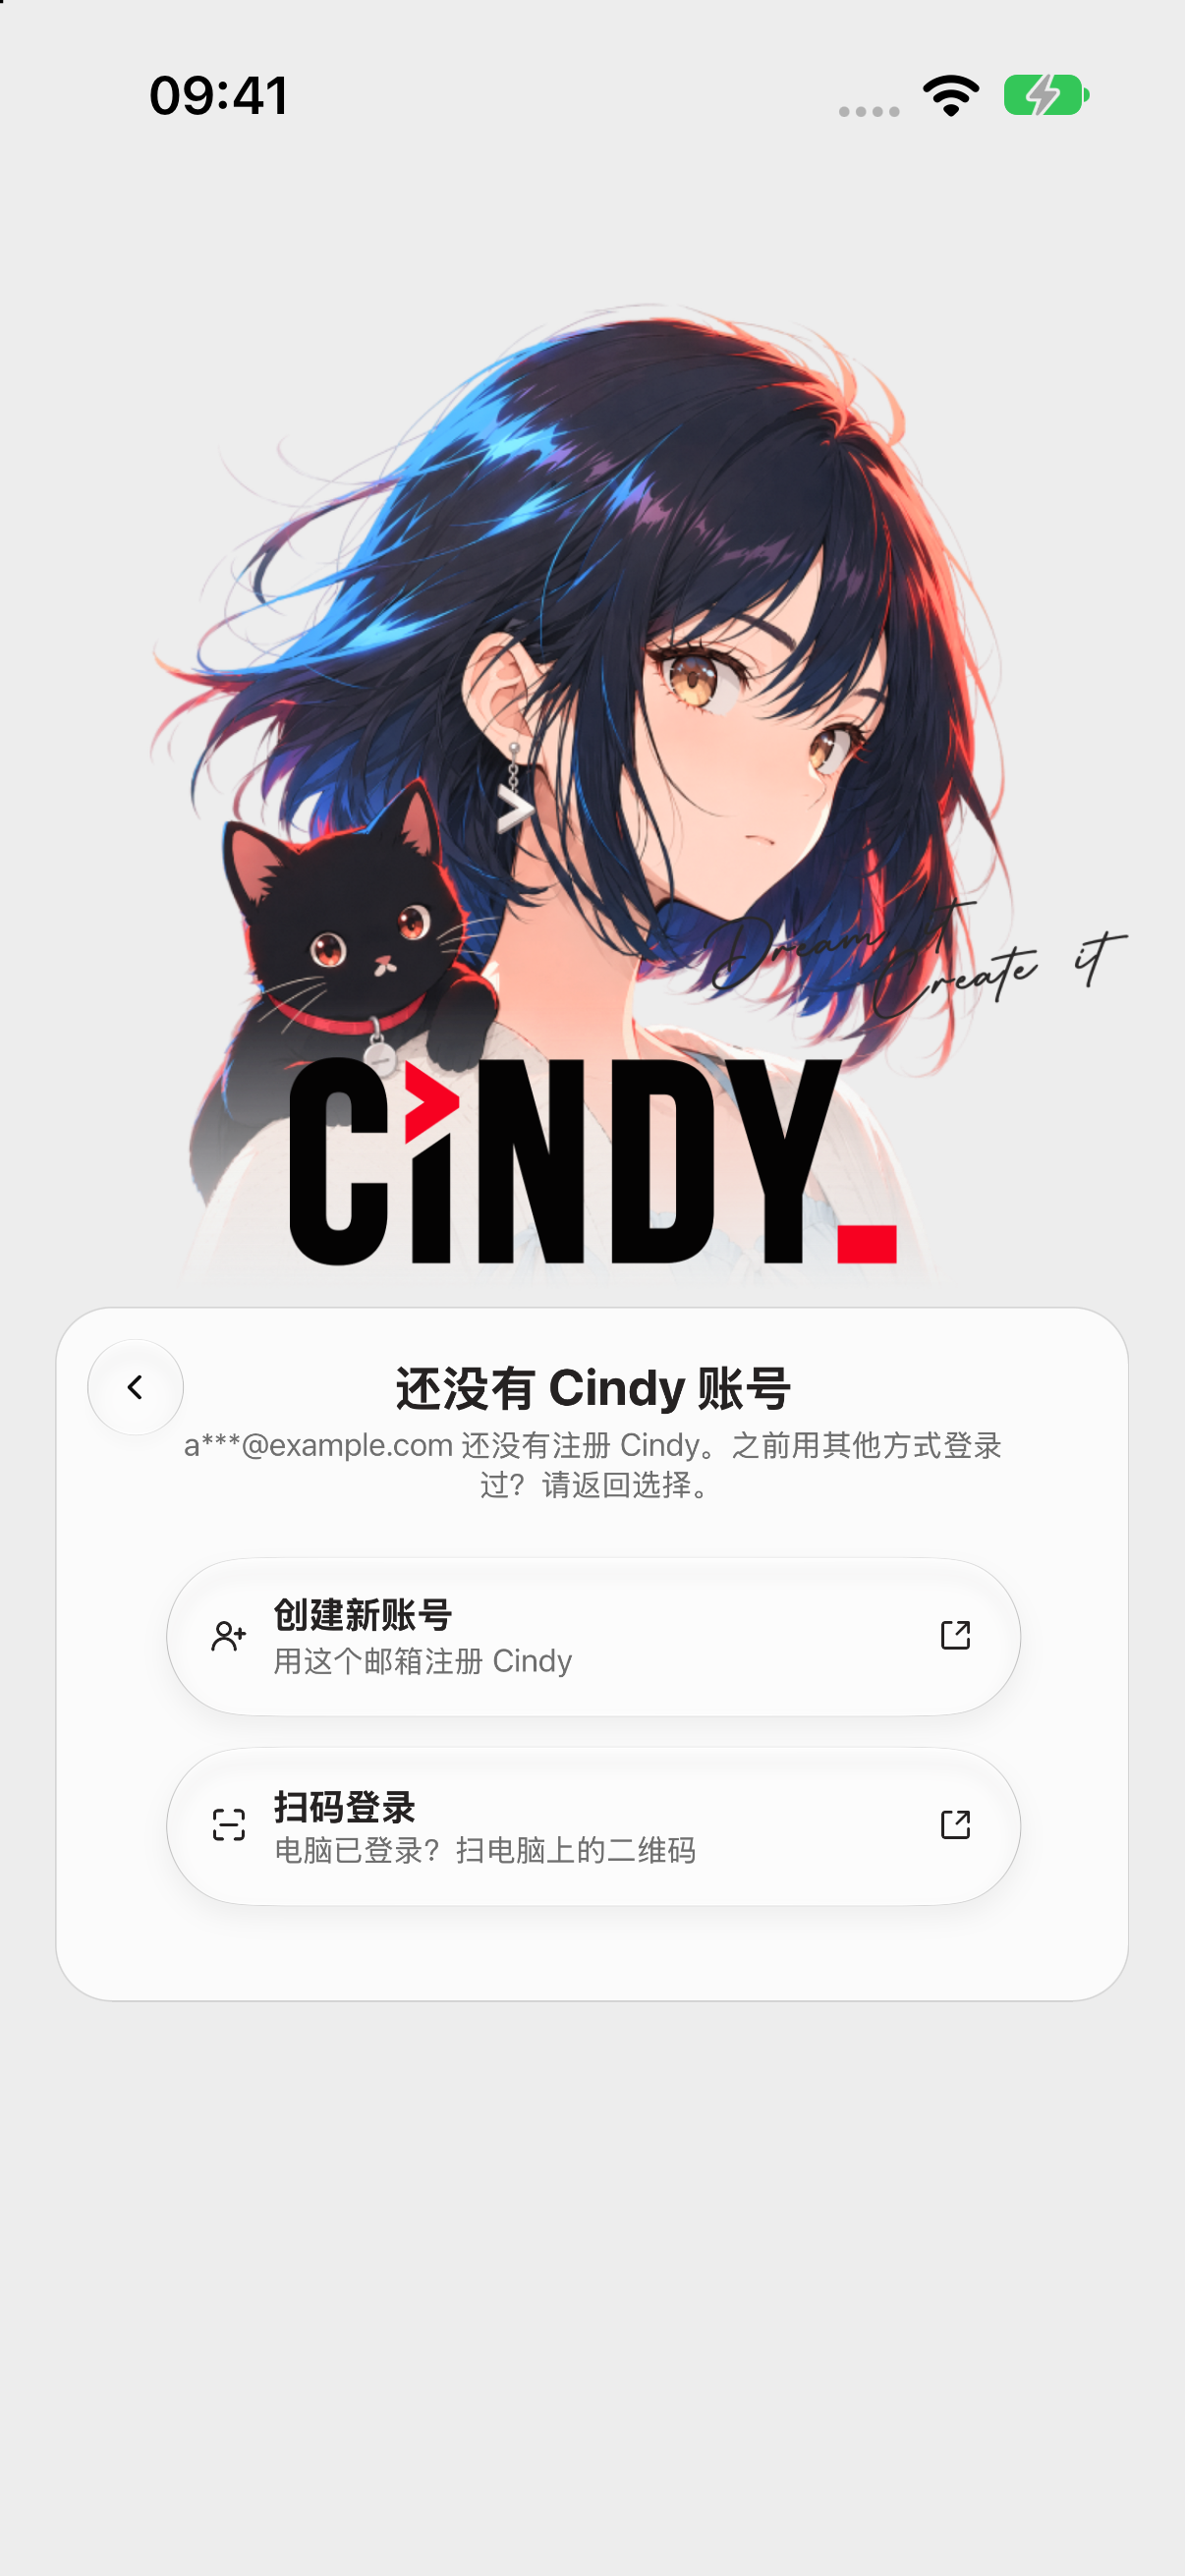 09:41
Dream it
Create it
CiNDY
还没有 Cindy 账号
a***@example.com 还没有注册 Cindy。之前用其他方式登录
过？请返回选择。
创建新账号
用这个邮箱注册 Cindy
扫码登录
电脑已登录？扫电脑上的二维码